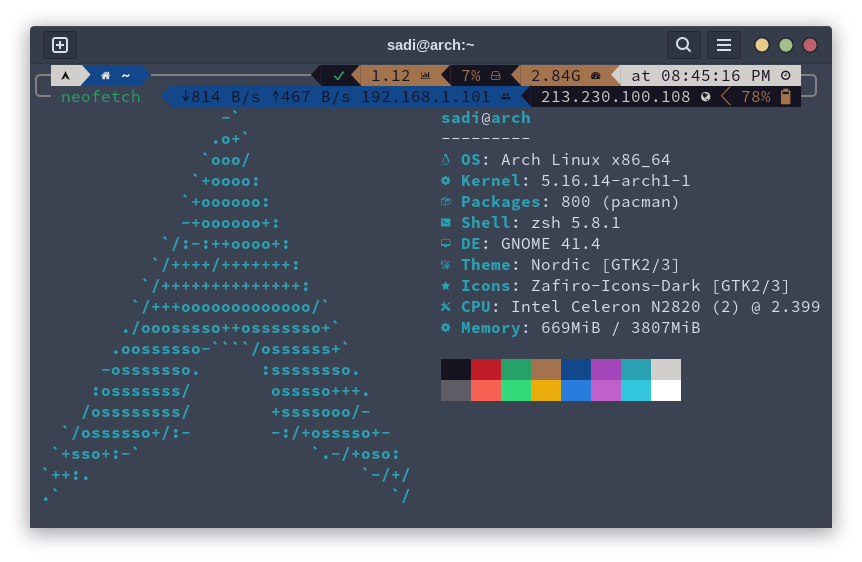 sadi@arch:~
~ 1.12 7% 2.84G at 08:45:16 PM
neofetch ↓814 B/s ↑467 B/s 192.168.1.101 213.230.100.108 78%
-` sadi@arch
.o+` ---------
`ooo/ OS: Arch Linux x86_64
`+oooo: Kernel: 5.16.14-arch1-1
`+oooooo: Packages: 800 (pacman)
-+oooooo+: Shell: zsh 5.8.1
`/:-:++oooo+: DE: GNOME 41.4
`/++++/+++++++: Theme: Nordic [GTK2/3]
`/++++++++++++++: Icons: Zafiro-Icons-Dark [GTK2/3]
`/+++ooooooooooooo/` CPU: Intel Celeron N2820 (2) @ 2.399
./ooosssso++osssssso+` Memory: 669MiB / 3807MiB
.oossssso-````/ossssss+`
-osssssso. :ssssssso.
:osssssss/ osssso+++.
/ossssssss/ +ssssooo/-
`/ossssso+/:- -:/+osssso+-
`+sso+:-` `.-/+oso:
`++:. `-/+/
.` `/